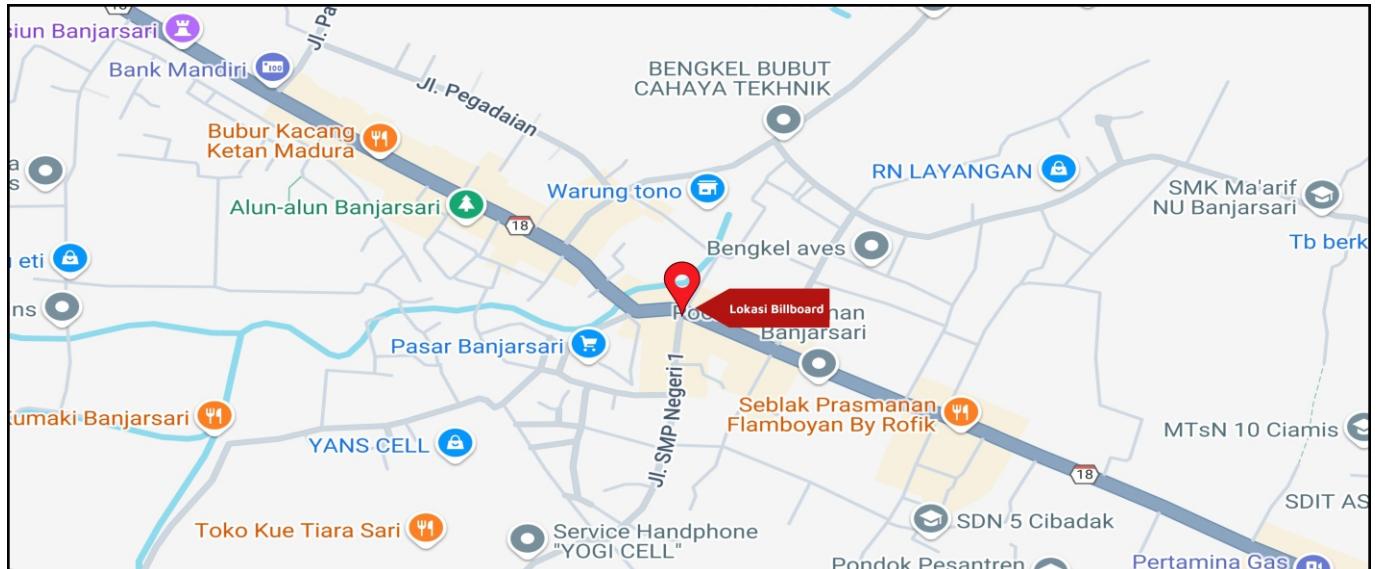 siun Banjarsari
Jl. Pa
Bank Mandiri
100
BENGKEL BUBUT
CAHAYA TEKHNIK
Jl. Pegadaian
Bubur Kacang
Ketan Madura
a
s
RN LAYANGAN
SMK Ma'arif
NU Banjarsari
Warung tono
Alun-alun Banjarsari
18
Tb berk
eti
Bengkel aves
ns
Lokasi Billboard
nan
Banjarsari
Pasar Banjarsari
Jl. SMP Negeri 1
Seblak Prasmanan
Flamboyan By Rofik
umaki Banjarsari
MTsN 10 Ciamis
YANS CELL
18
SDIT AS
SDN 5 Cibadak
Toko Kue Tiara Sari
Service Handphone
"YOGI CELL"
Pondok Pesantren
Pertamina Gas